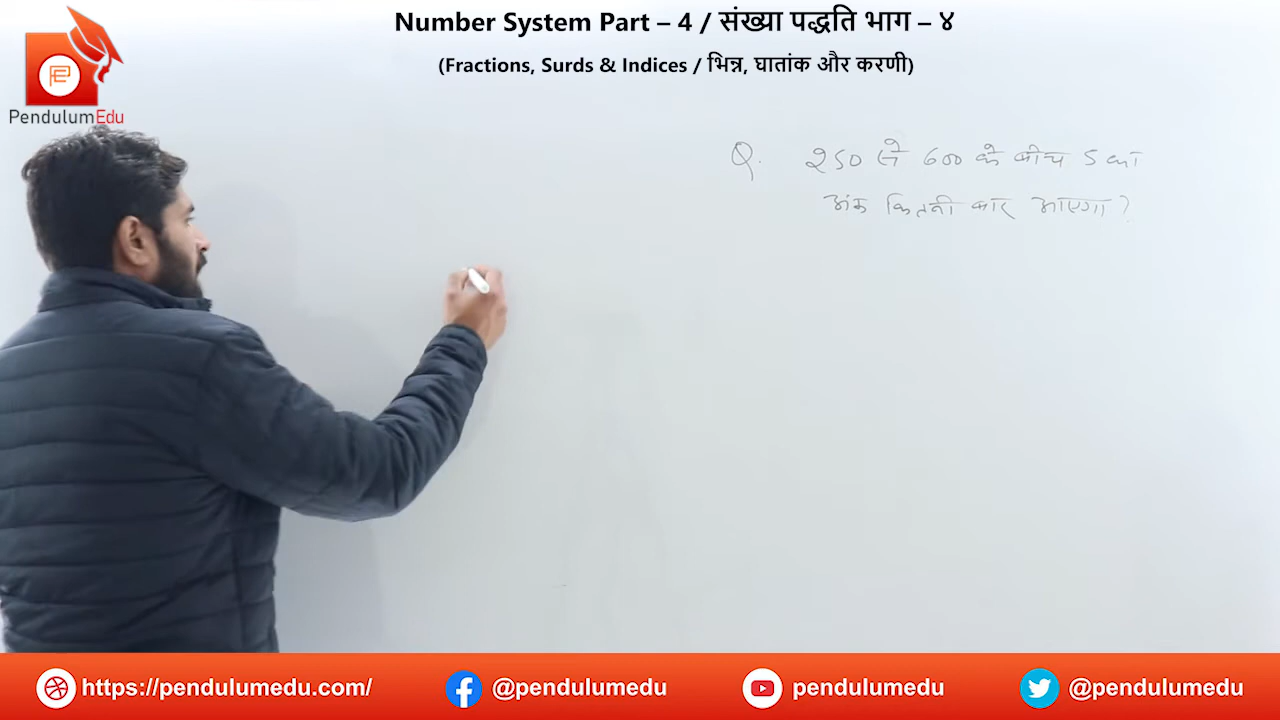 Number System Part – 4 / संख्या पद्धति भाग – ४
(Fractions, Surds & Indices / भिन्न, घातांक और करणी)
PendulumEdu
Q. 250 से 600 के बीच 5 का
अंक कितनी बार आएगा?
https://pendulumedu.com/
@pendulumedu
pendulumedu
@pendulumedu